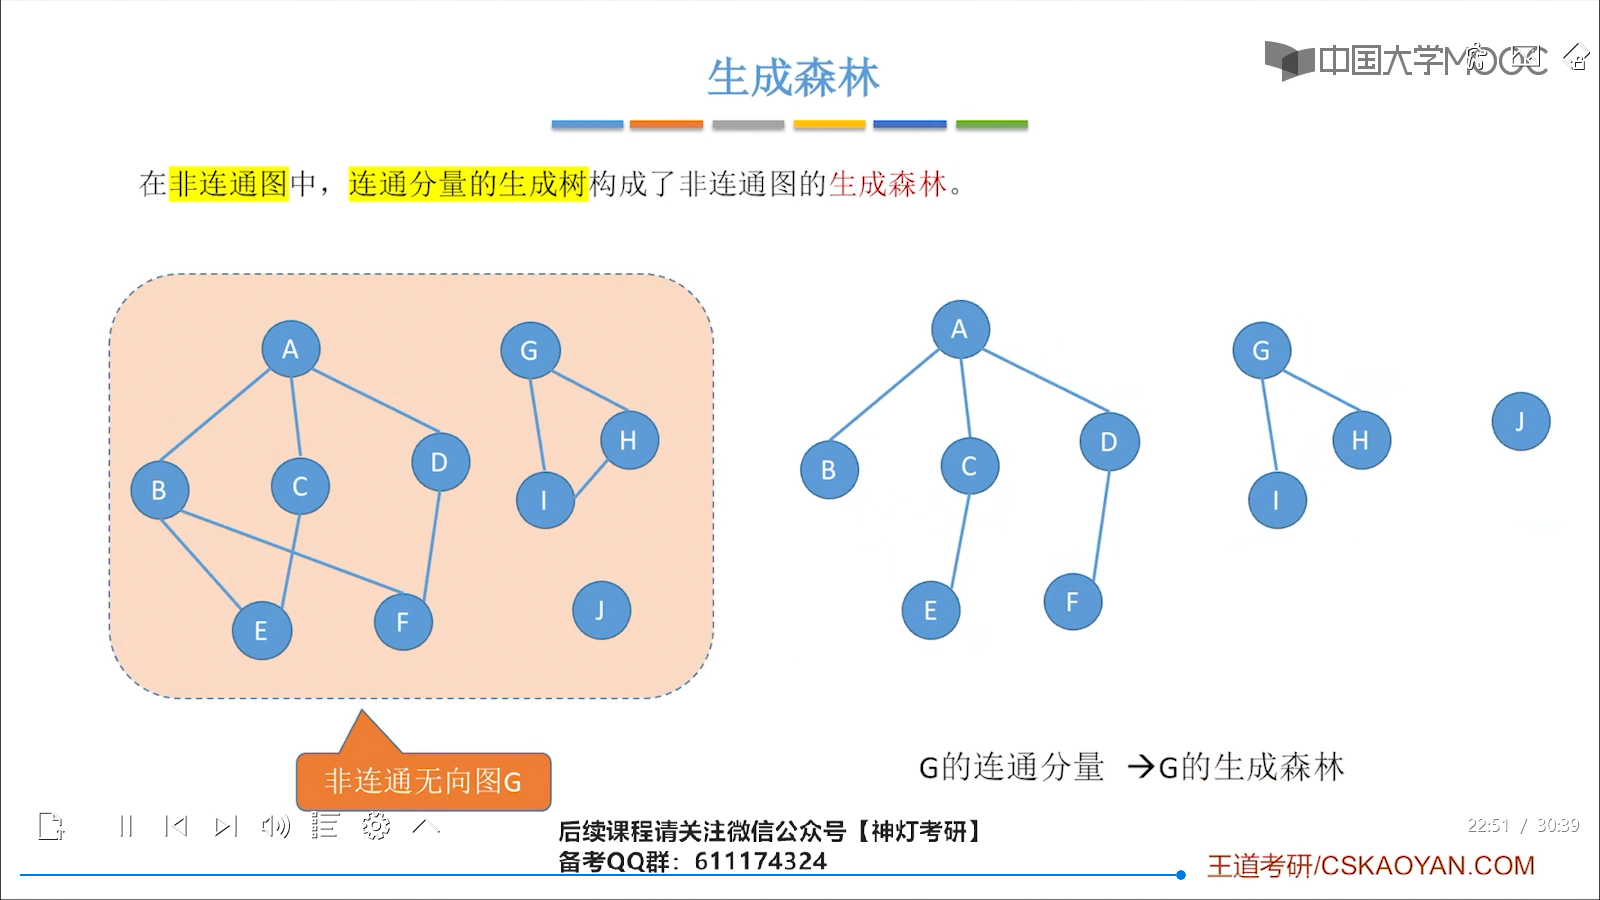 生成森林
中国大学MOOC
在非连通图中，连通分量的生成树构成了非连通图的生成森林。
A
G
B
C
D
H
I
E
F
J
A
G
B
C
D
H
J
I
E
F
非连通无向图G
G的连通分量 →G的生成森林
后续课程请关注微信公众号【神灯考研】
备考QQ群：611174324
22:51 / 30:39
王道考研/CSKAOYAN.COM